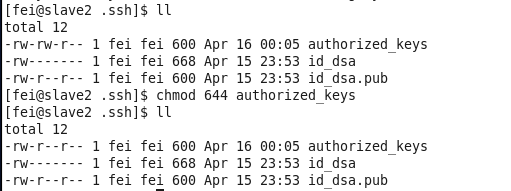 [fei@slave2 .ssh]$ ll
total 12
-rw-rw-r-- 1 fei fei 600 Apr 16 00:05 authorized_keys
-rw------- 1 fei fei 668 Apr 15 23:53 id_dsa
-rw-r--r-- 1 fei fei 600 Apr 15 23:53 id_dsa.pub
[fei@slave2 .ssh]$ chmod 644 authorized_keys
[fei@slave2 .ssh]$ ll
total 12
-rw-r--r-- 1 fei fei 600 Apr 16 00:05 authorized_keys
-rw------- 1 fei fei 668 Apr 15 23:53 id_dsa
-rw-r--r-- 1 fei fei 600 Apr 15 23:53 id_dsa.pub